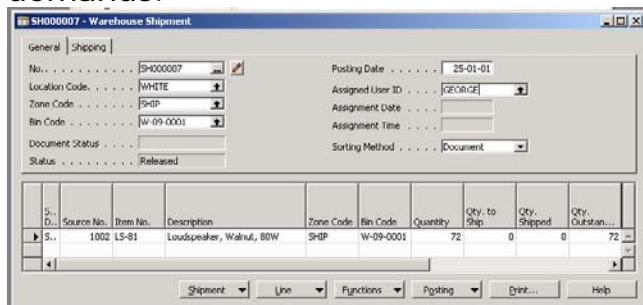 demands.
SH000007 - Warehouse Shipment
General Shipping
No. . . . . . . . . . . . SH000007 ... Posting Date . . . . . . 25-01-01
Location Code. . . . . . WHITE Assigned User ID . . . . GEORGE
Zone Code . . . . . . . SHIP Assignment Date . . . .
Bin Code . . . . . . . . W-09-0001 Assignment Time . . . .
Document Status . . . . Sorting Method . . . . . Document
Status . . . . . . . . . Released
S.. D.. Source No. Item No. Description Zone Code Bin Code Quantity Qty. to Ship Qty. Shipped Qty. Outstan...
S.. 1002 LS-81 Loudspeaker, Walnut, 80W SHIP W-09-0001 72 0 0 72
Shipment Line Functions Posting Print... Help